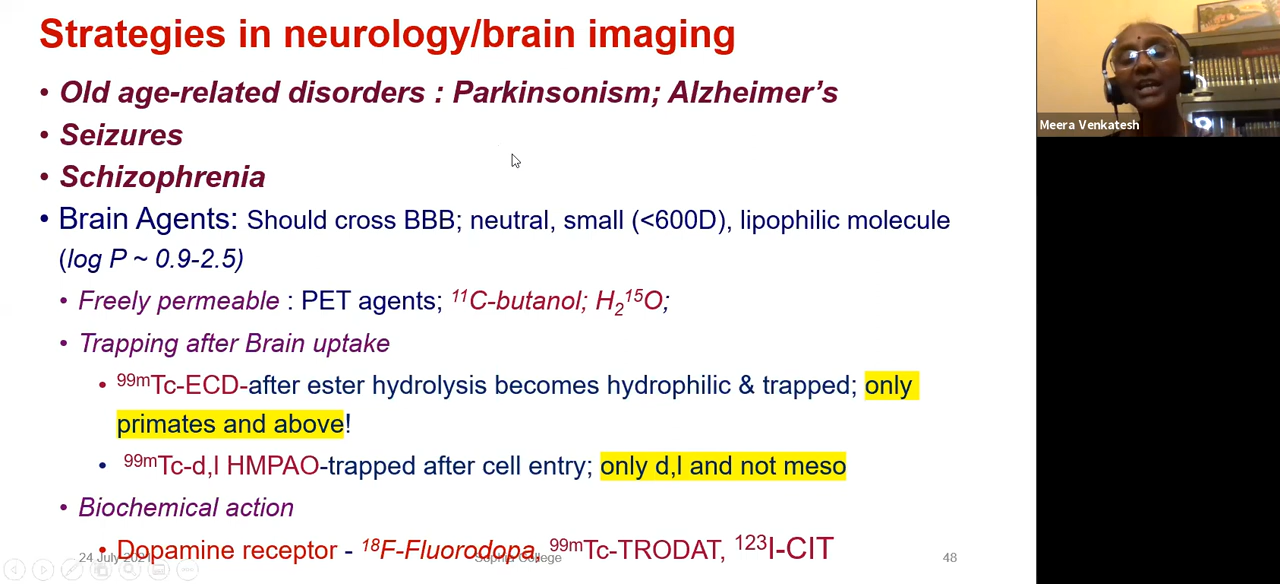 Strategies in neurology/brain imaging
• Old age-related disorders : Parkinsonism; Alzheimer’s
• Seizures
• Schizophrenia
• Brain Agents: Should cross BBB; neutral, small (<600D), lipophilic molecule
(log P ~ 0.9-2.5)
• Freely permeable : PET agents; ¹¹C-butanol; H₂¹⁵O;
• Trapping after Brain uptake
• ⁹⁹ᵐTc-ECD-after ester hydrolysis becomes hydrophilic & trapped; only
primates and above!
• ⁹⁹ᵐTc-d,l HMPAO-trapped after cell entry; only d,l and not meso
• Biochemical action
• Dopamine receptor - ¹⁸F-Fluorodopa, ⁹⁹ᵐTc-TRODAT, ¹²³I-CIT
24 July 2021
Sophia College
48
Meera Venkatesh